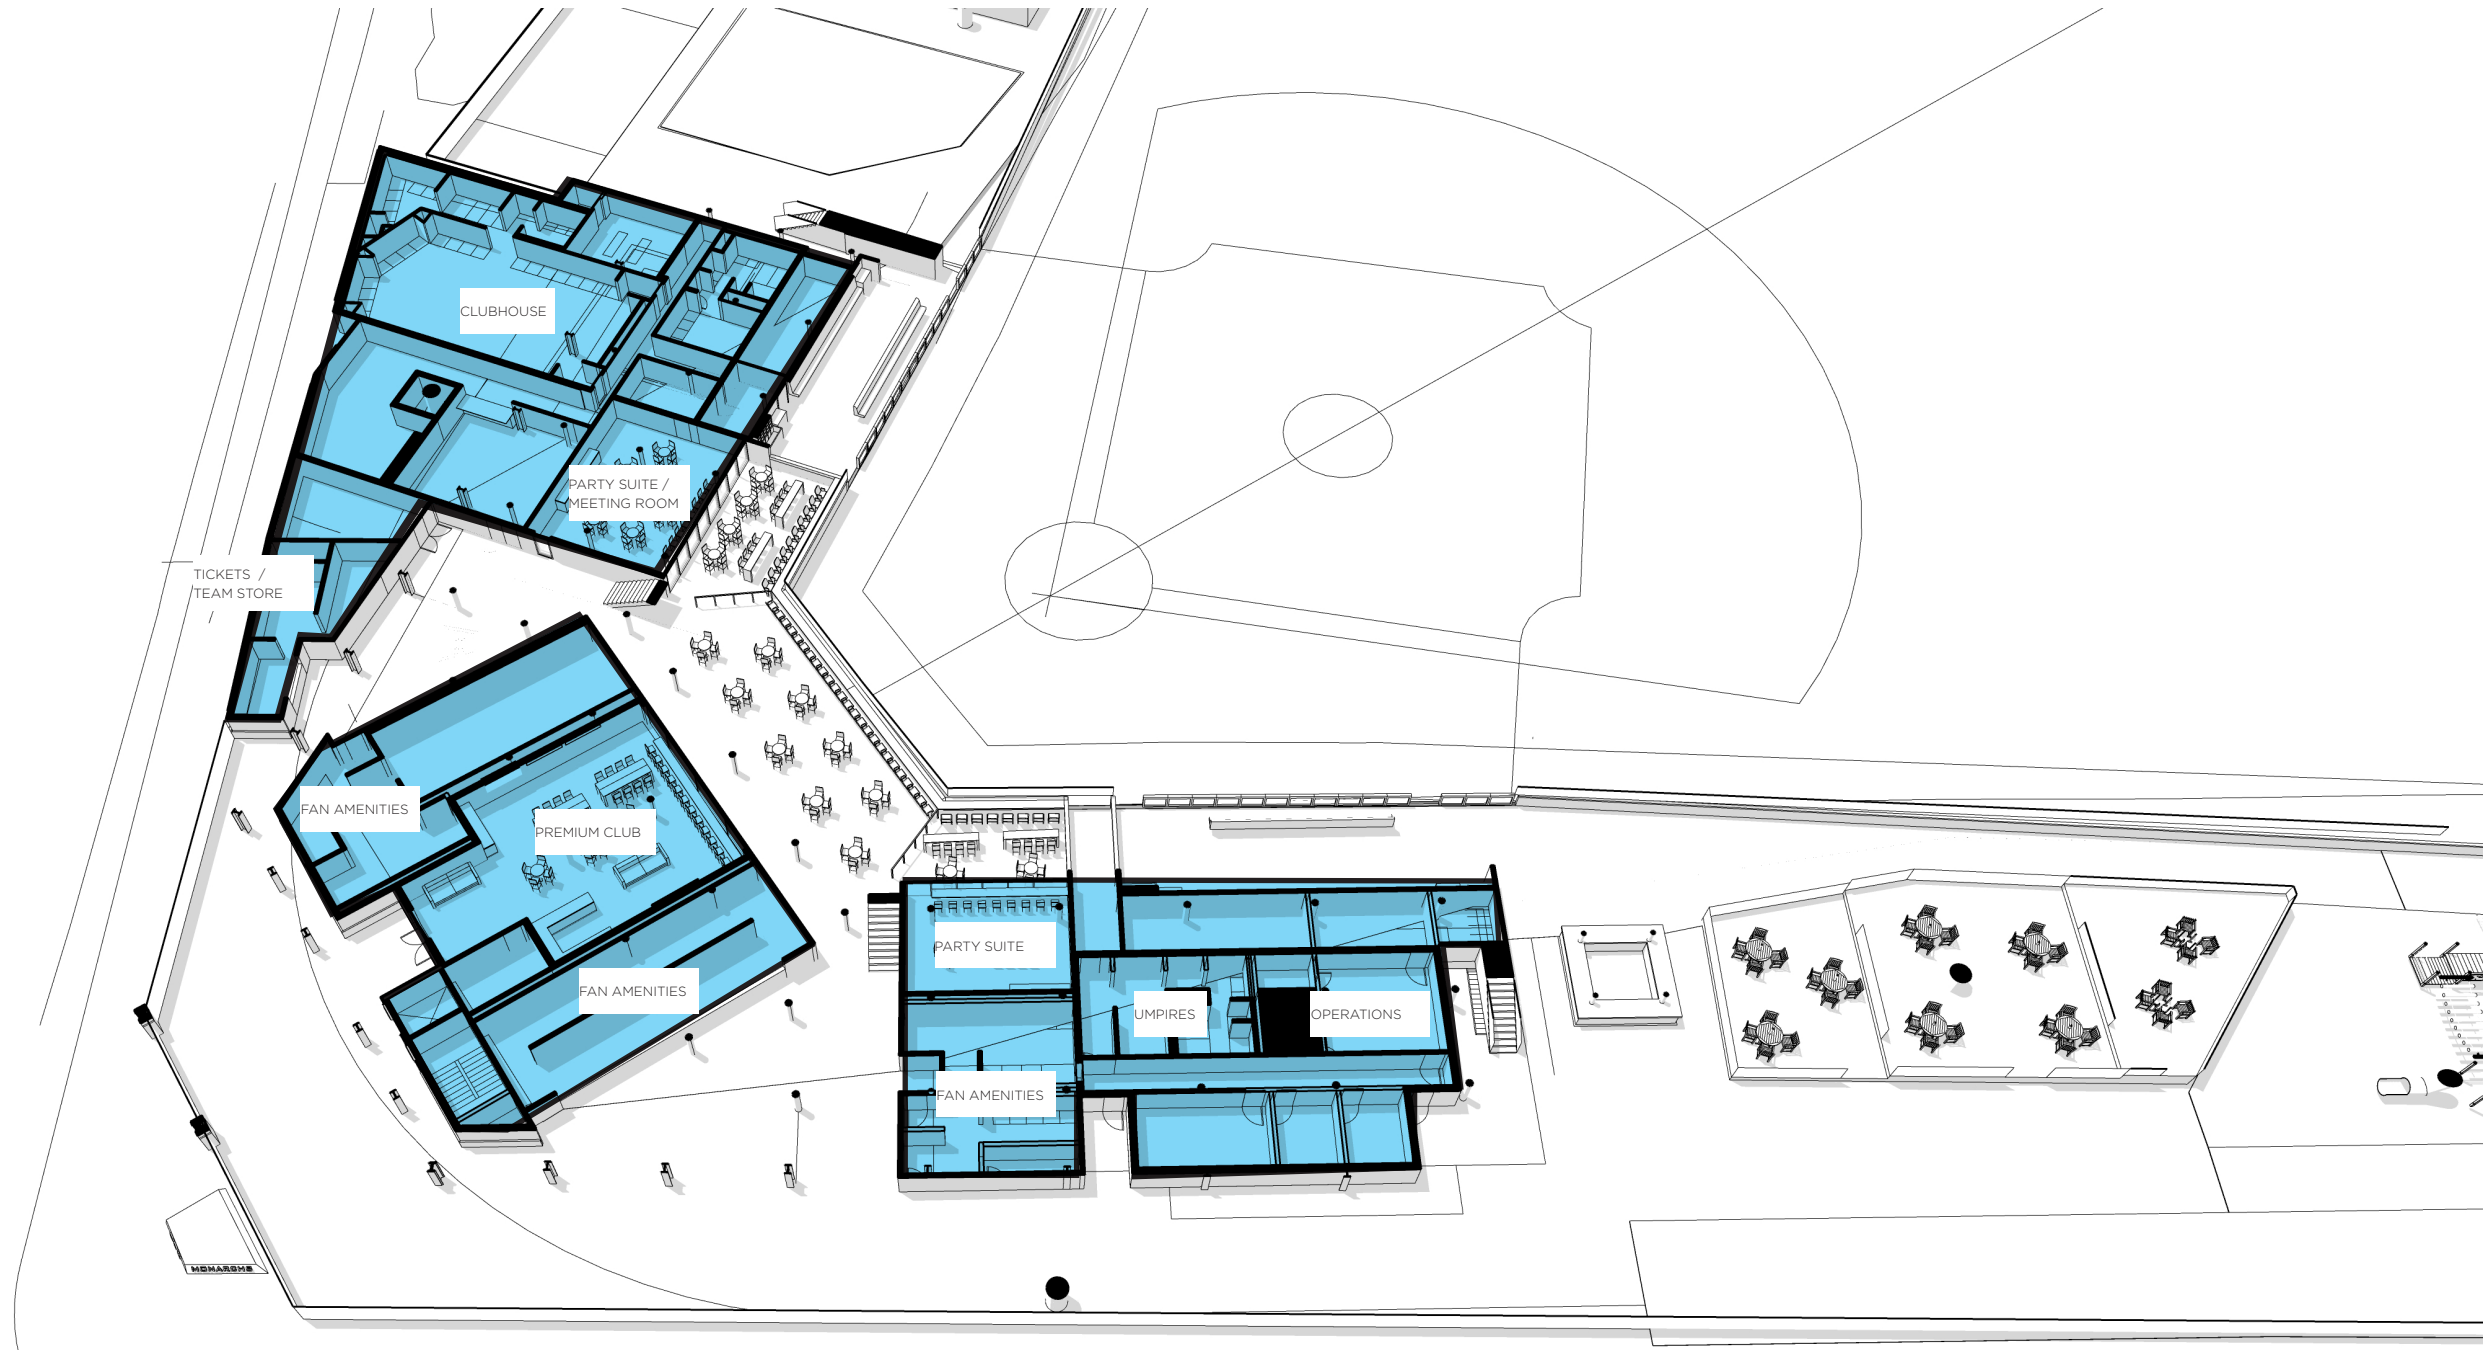 CLUBHOUSE
PARTY SUITE /
MEETING ROOM
TICKETS /
TEAM STORE
FAN AMENITIES
PREMIUM CLUB
PARTY SUITE
FAN AMENITIES
UMPIRES
OPERATIONS
FAN AMENITIES
MONARCHS